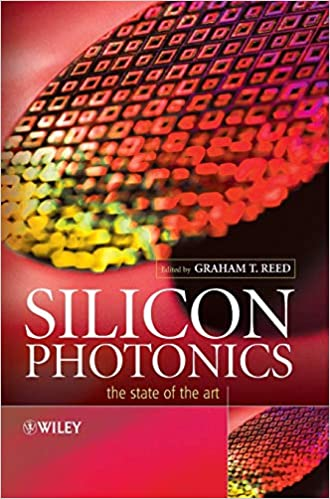 Edited by GRAHAM T. REED
SILICON
PHOTONICS
the state of the art
WILEY